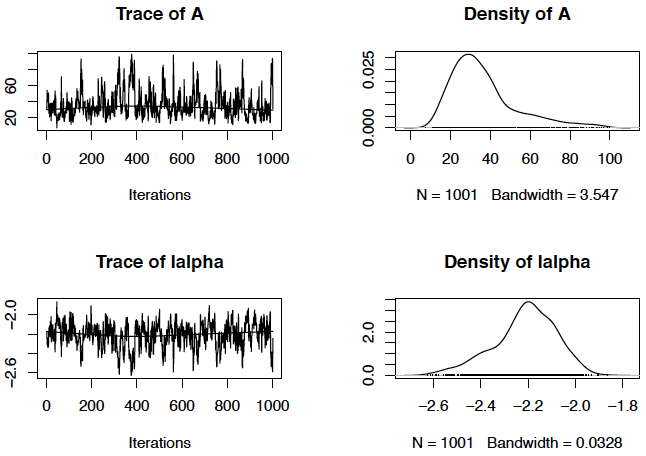 Trace of A
20 60
0 200 400 600 800 1000
Iterations
Density of A
0.000 0.025
0 20 40 60 80 100
N = 1001 Bandwidth = 3.547
Trace of lalpha
−2.6 −2.0
0 200 400 600 800 1000
Iterations
Density of lalpha
0.0 2.0
−2.6 −2.4 −2.2 −2.0 −1.8
N = 1001 Bandwidth = 0.0328